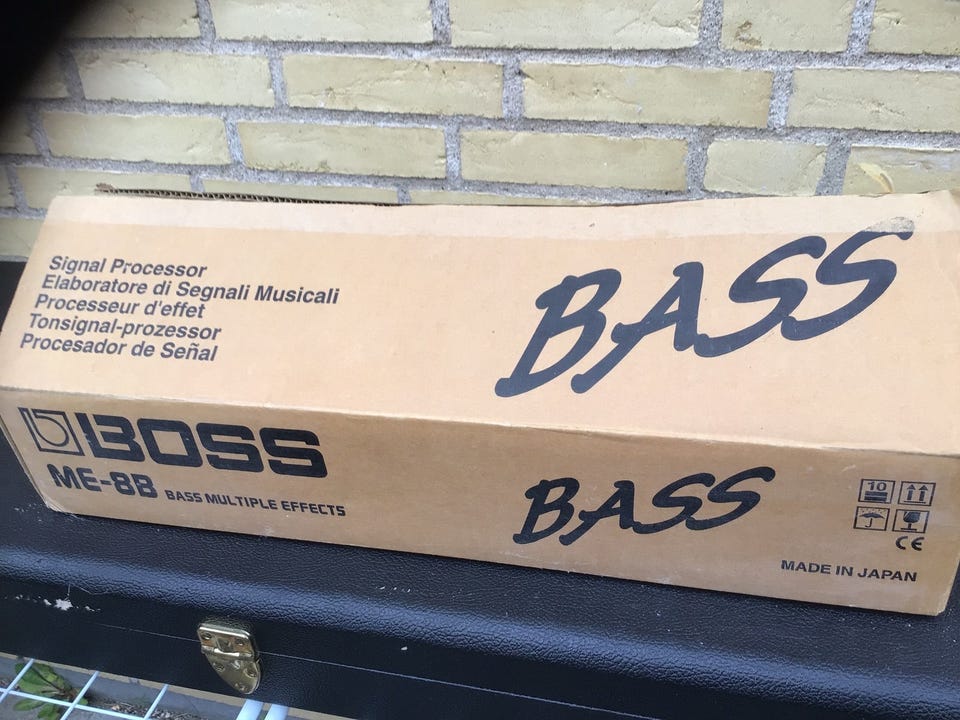 Signal Processor
Elaboratore di Segnali Musicali
Processeur d'effet
Tonsignal-prozessor
Procesador de Señal
BASS
BOSS
ME-8B BASS MULTIPLE EFFECTS
BASS
10
CE
MADE IN JAPAN